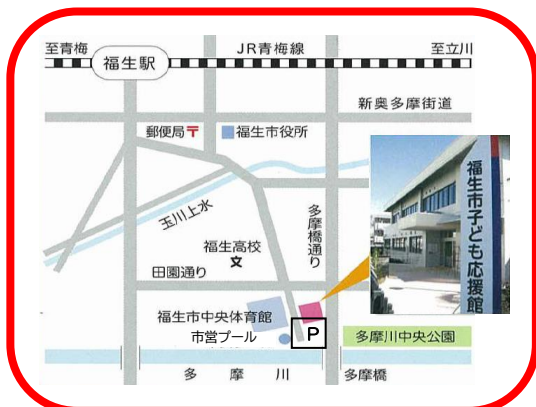 至青梅
JR青梅線
至立川
福生駅
新奥多摩街道
郵便局〒
福生市役所
玉川上水
多摩橋通り
福生高校
文
田園通り
福生市中央体育館
市営プール
P
多摩川中央公園
多摩川
多摩橋
福生市子ども応援館